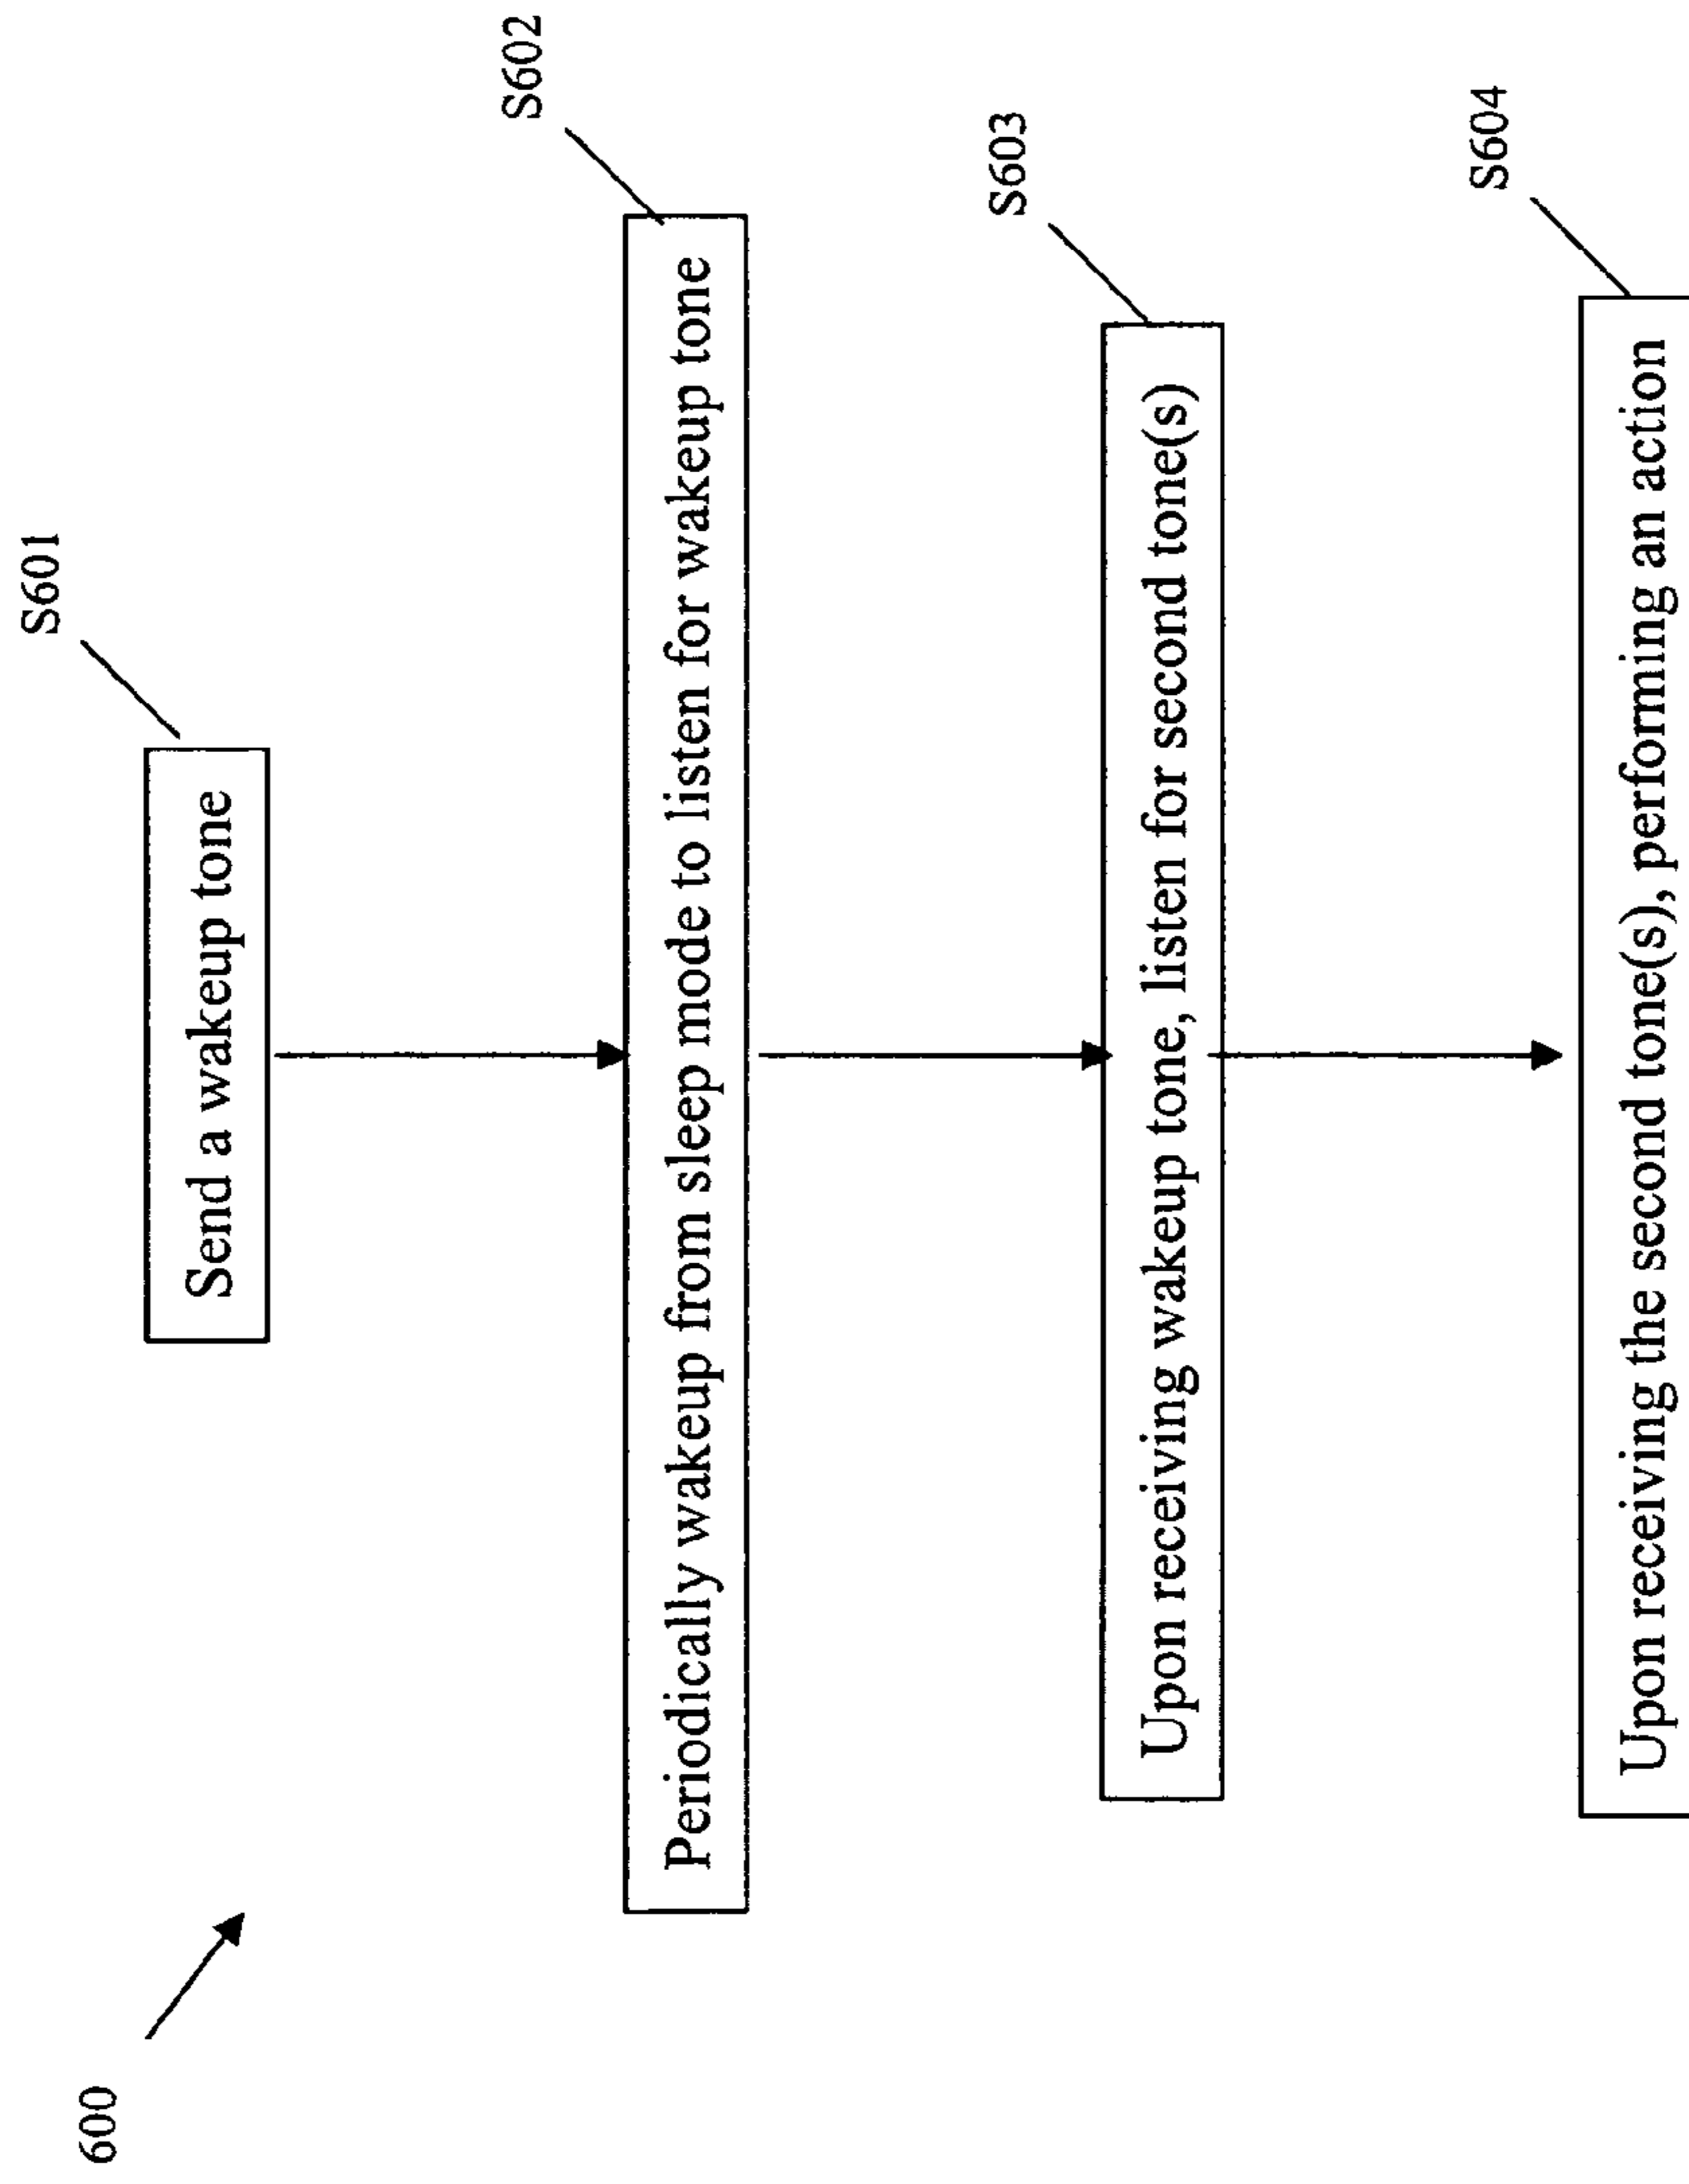 600
S601
Send a wakeup tone
S602
Periodically wakeup from sleep mode to listen for wakeup tone
S603
Upon receiving wakeup tone, listen for second tone(s)
S604
Upon receiving the second tone(s), performing an action